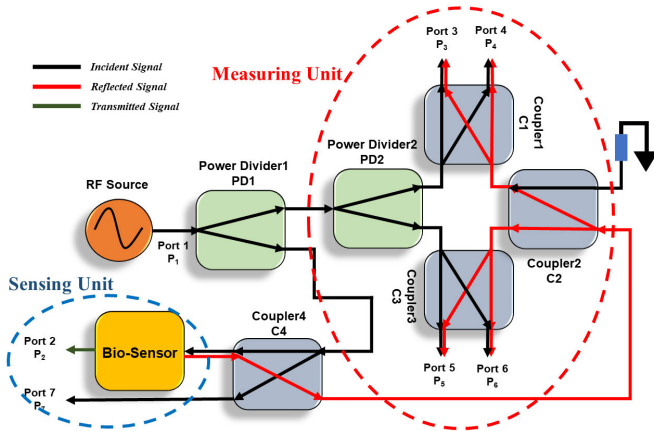 Port 3
P3
Port 4
P4
Incident Signal
Reflected Signal
Transmitted Signal
Measuring Unit
Coupler1
C1
Power Divider1
PD1
Power Divider2
PD2
RF Source
Port 1
P1
Coupler2
C2
Sensing Unit
Coupler3
C3
Coupler4
C4
Port 2
P2
Bio-Sensor
Port 7
P7
Port 5
P5
Port 6
P6